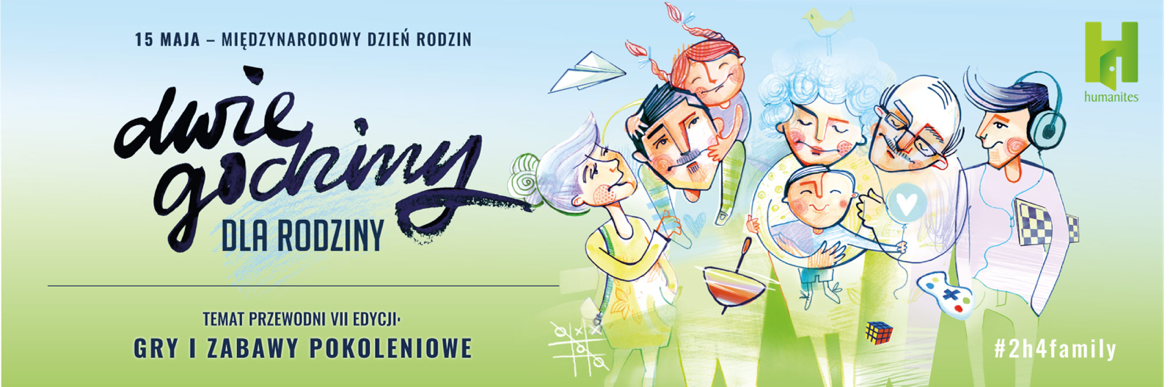 15 MAJA – MIĘDZYNARODOWY DZIEŃ RODZIN
dwie
godziny
DLA RODZINY
TEMAT PRZEWODNI VII EDYCJI:
GRY I ZABAWY POKOLENIOWE
humanites
#2h4family